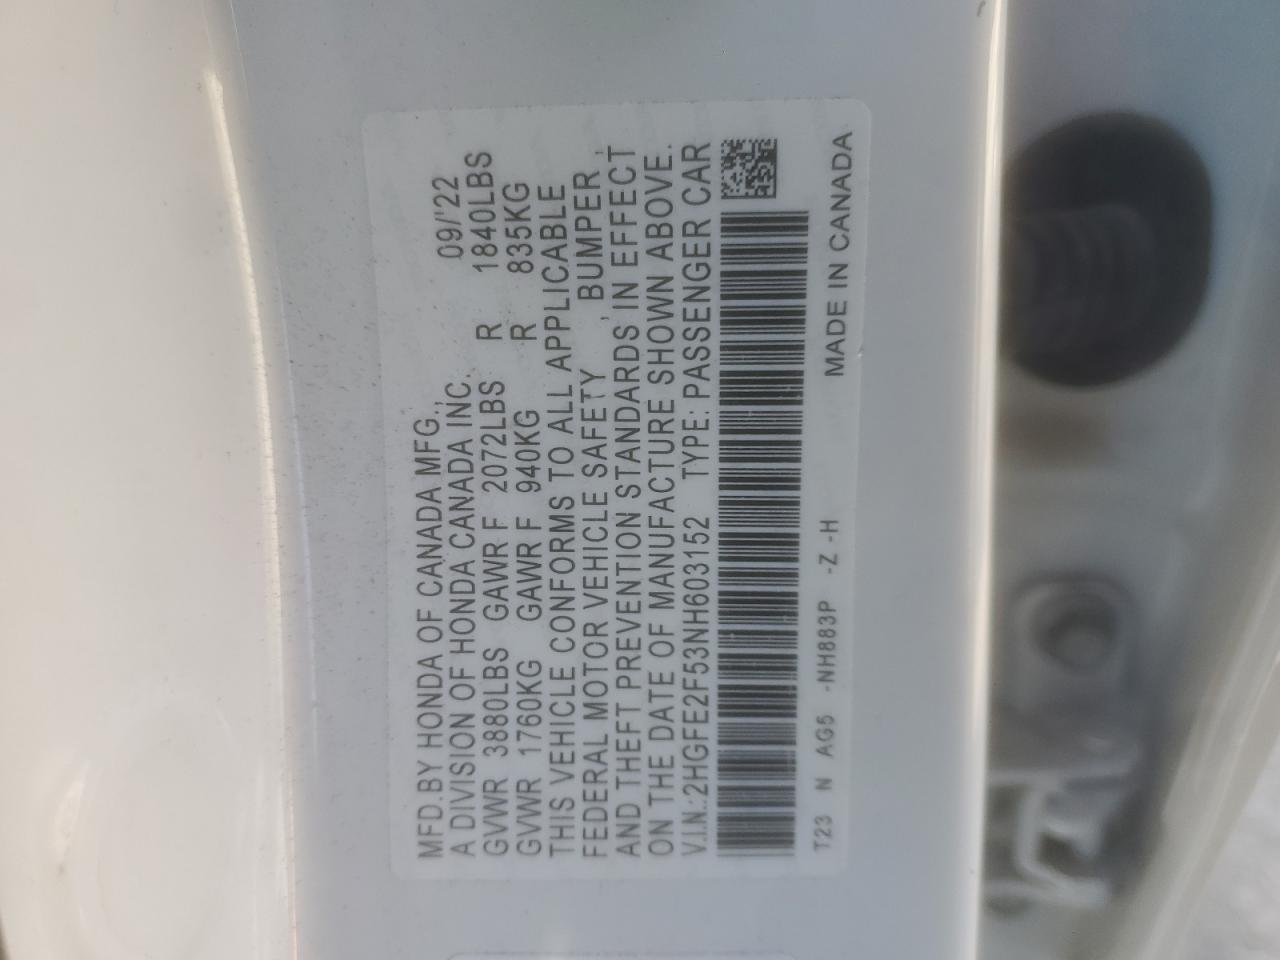 MFD.BY HONDA OF CANADA MFG.,
A DIVISION OF HONDA CANADA INC. 09/'22
GVWR 3880LBS GAWR F 2072LBS R 1840LBS
GVWR 1760KG GAWR F 940KG R 835KG
THIS VEHICLE CONFORMS TO ALL APPLICABLE
FEDERAL MOTOR VEHICLE SAFETY , BUMPER ,
AND THEFT PREVENTION STANDARDS IN EFFECT
ON THE DATE OF MANUFACTURE SHOWN ABOVE.
V.I.N.:2HGFE2F53NH603152 TYPE: PASSENGER CAR
T23 N AG5 -NH883P -Z -H MADE IN CANADA